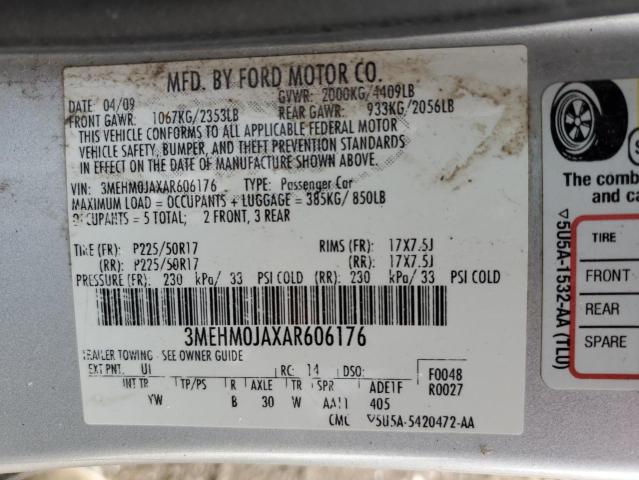 MFD. BY FORD MOTOR CO.
DATE: 04/09 GVWR: 2000KG/4409LB
FRONT GAWR: 1067KG/2353LB REAR GAWR: 933KG/2056LB
THIS VEHICLE CONFORMS TO ALL APPLICABLE FEDERAL MOTOR
VEHICLE SAFETY, BUMPER, AND THEFT PREVENTION STANDARDS
IN EFFECT ON THE DATE OF MANUFACTURE SHOWN ABOVE.
VIN: 3MEHM0JAXAR606176 TYPE: Passenger Car
MAXIMUM LOAD = OCCUPANTS + LUGGAGE = 385KG/ 850LB
OCCUPANTS = 5 TOTAL; 2 FRONT, 3 REAR
TIRE (FR): P225/50R17 RIMS (FR): 17X7.5J
(RR): P225/50R17 (RR): 17X7.5J
PRESSURE (FR): 230 kPa/ 33 PSI COLD (RR): 230 kPa/ 33 PSI COLD
3MEHM0JAXAR606176
TRAILER TOWING - SEE OWNER GUIDE
EXT PNT: UI RC: 14 DSO: F0048
INT TR TP/PS R AXLE TR SPR ADE1F R0027
YW B 30 W AA11 405
CMC ▽5U5A-5420472-AA
The comb
and ca
TIRE
FRONT
REAR
SPARE
▽5U5A-1532-AA (TLU)